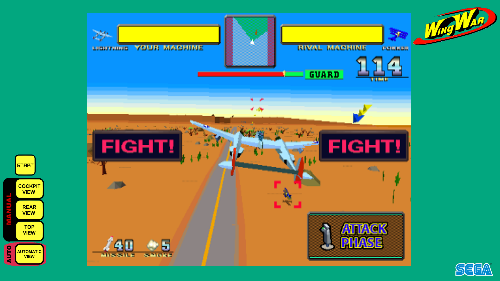 WING WAR
LIGHTNING YOUR MACHINE
RIVAL MACHINE
GUARD
114
FIGHT!
FIGHT!
START
COCKPIT
VIEW
REAR
VIEW
TOP
VIEW
AUTOMATIC
VIEW
MANUAL
AUTO
40
MISSILE
5
SMOKE
ATTACK
PHASE
SEGA